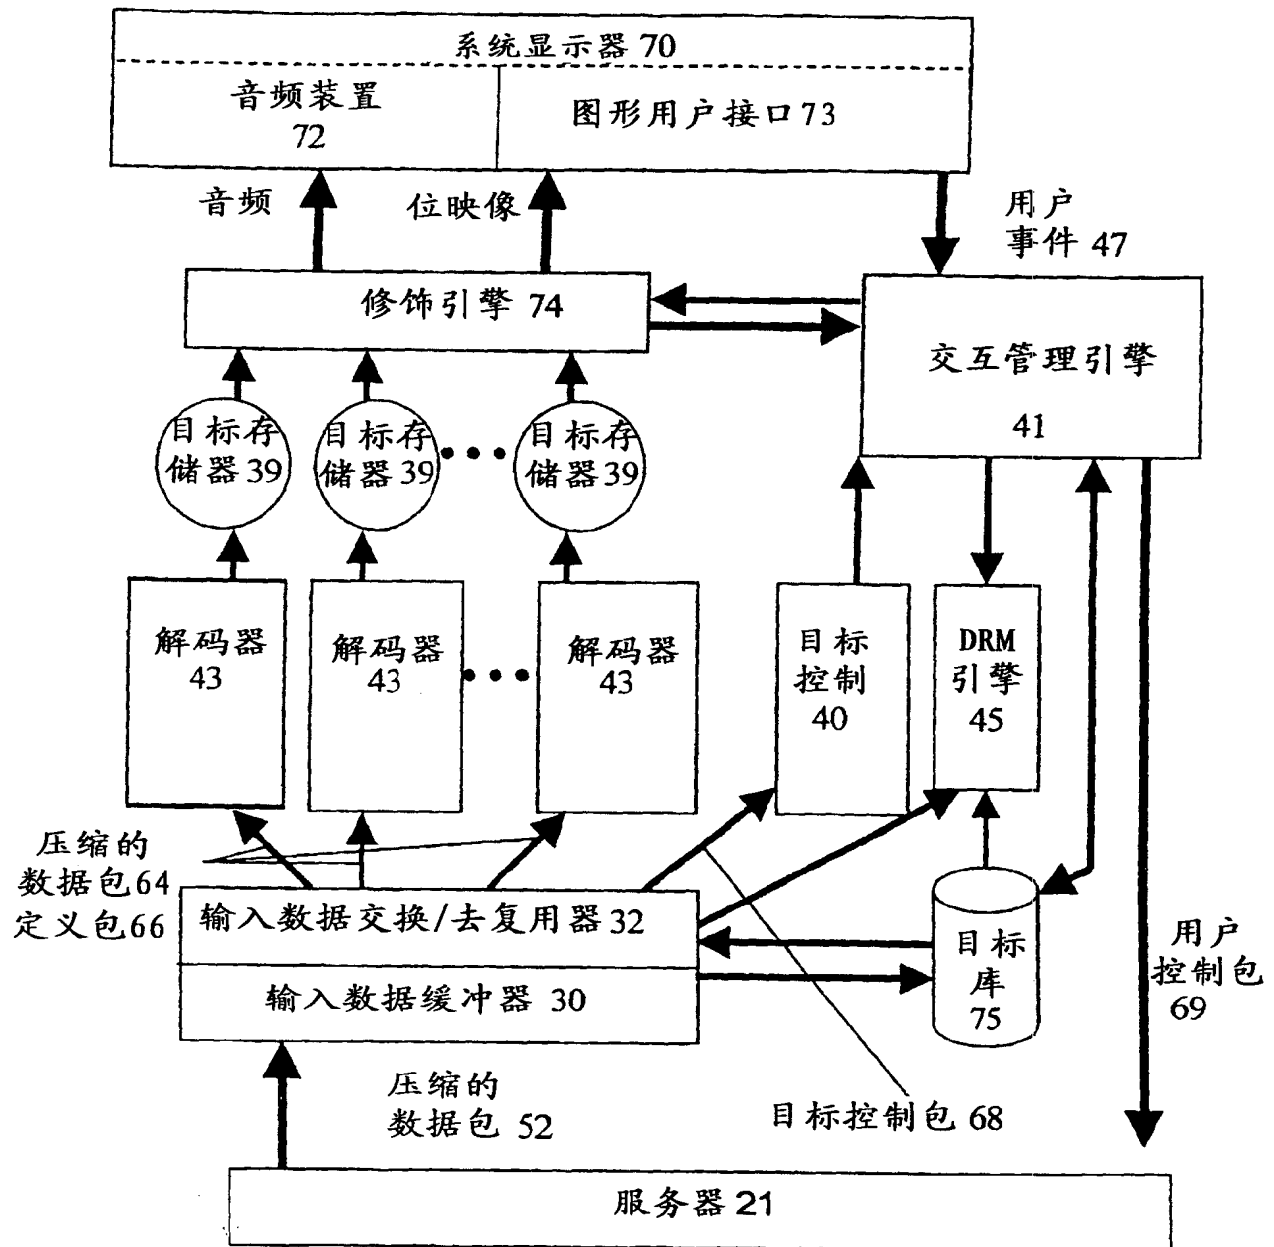 系统显示器 70
音频装置
72
图形用户接口 73
音频
位映像
用户
事件 47
修饰引擎 74
交互管理引擎
41
目标存
储器 39
目标存
储器 39
目标存
储器 39
解码器
43
解码器
43
解码器
43
目标
控制
40
DRM
引擎
45
压缩的
数据包 64
定义包 66
输入数据交换/去复用器 32
输入数据缓冲器 30
目标
库
75
用户
控制包
69
压缩的
数据包 52
目标控制包 68
服务器 21